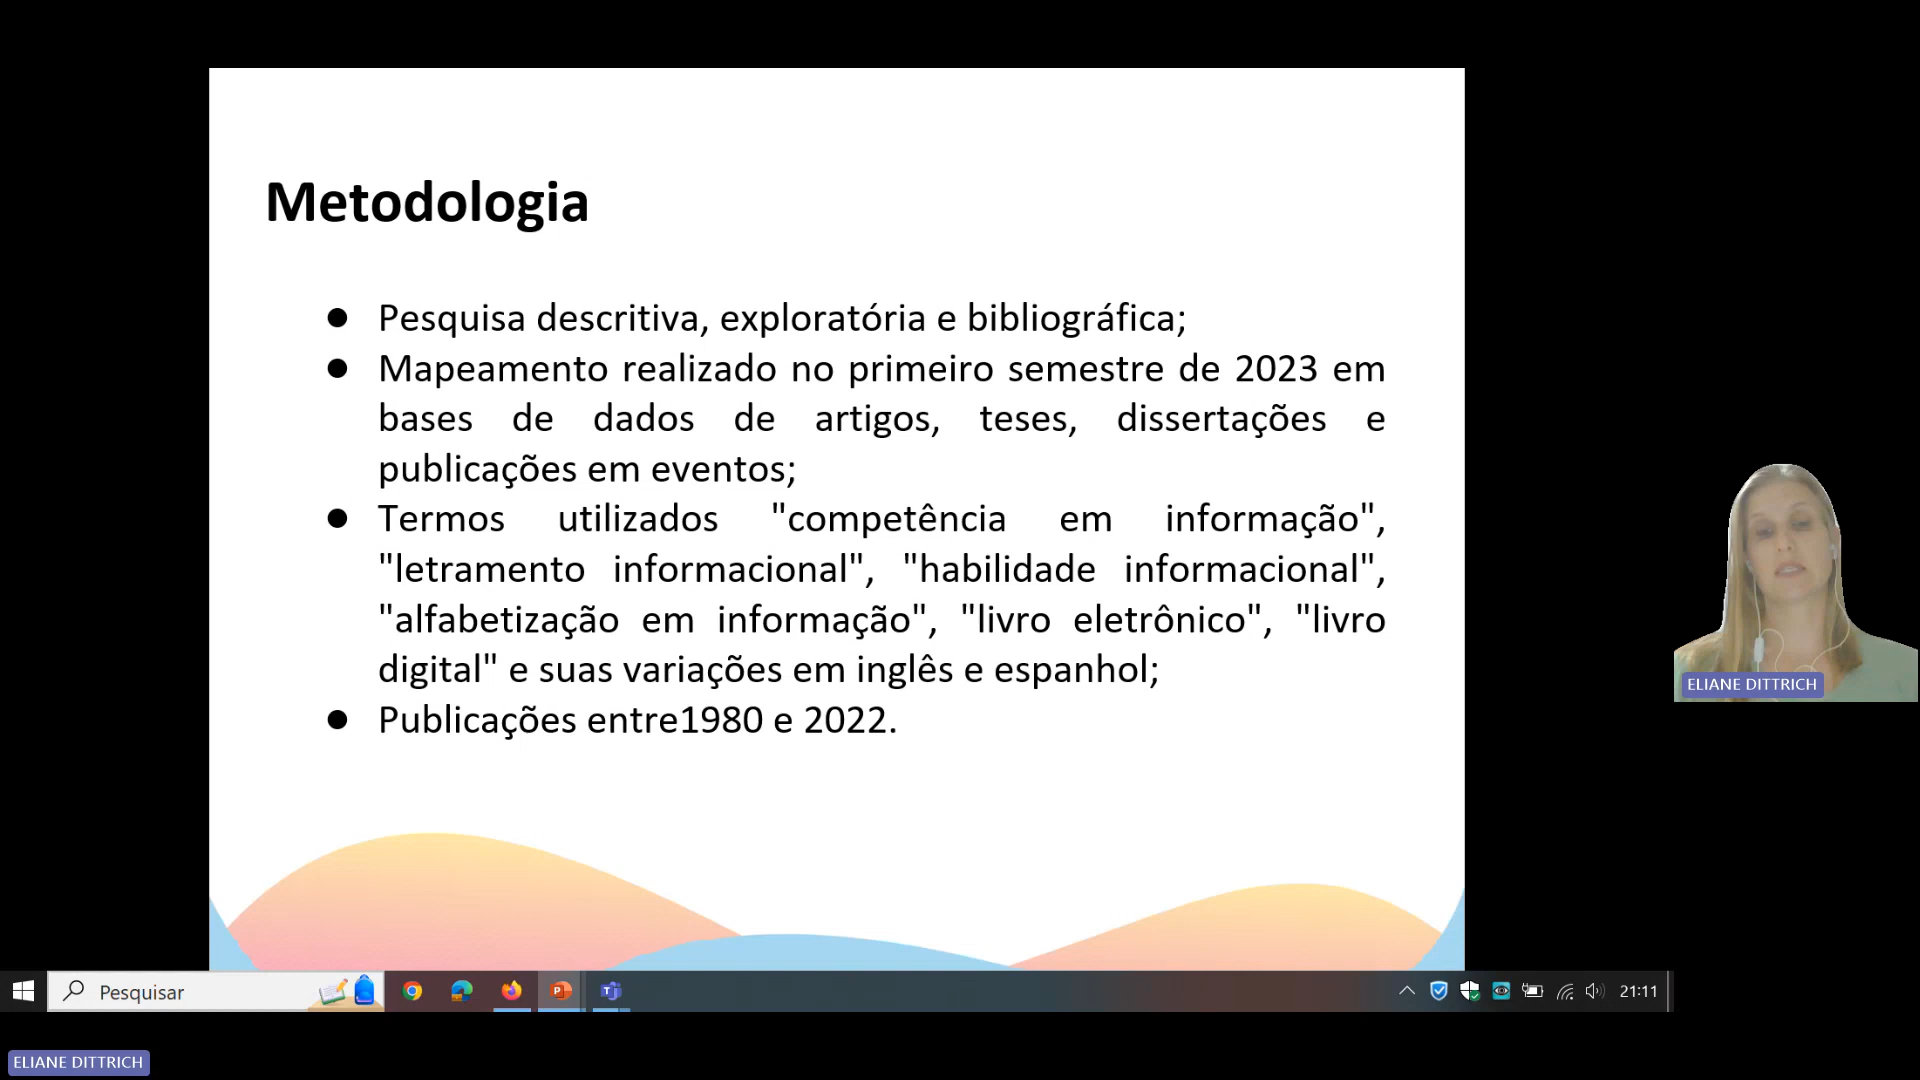 Metodologia
● Pesquisa descritiva, exploratória e bibliográfica;
● Mapeamento realizado no primeiro semestre de 2023 em
bases de dados de artigos, teses, dissertações e
publicações em eventos;
● Termos utilizados "competência em informação",
"letramento informacional", "habilidade informacional",
"alfabetização em informação", "livro eletrônico", "livro
digital" e suas variações em inglês e espanhol;
● Publicações entre1980 e 2022.
ELIANE DITTRICH
Pesquisar
21:11
ELIANE DITTRICH